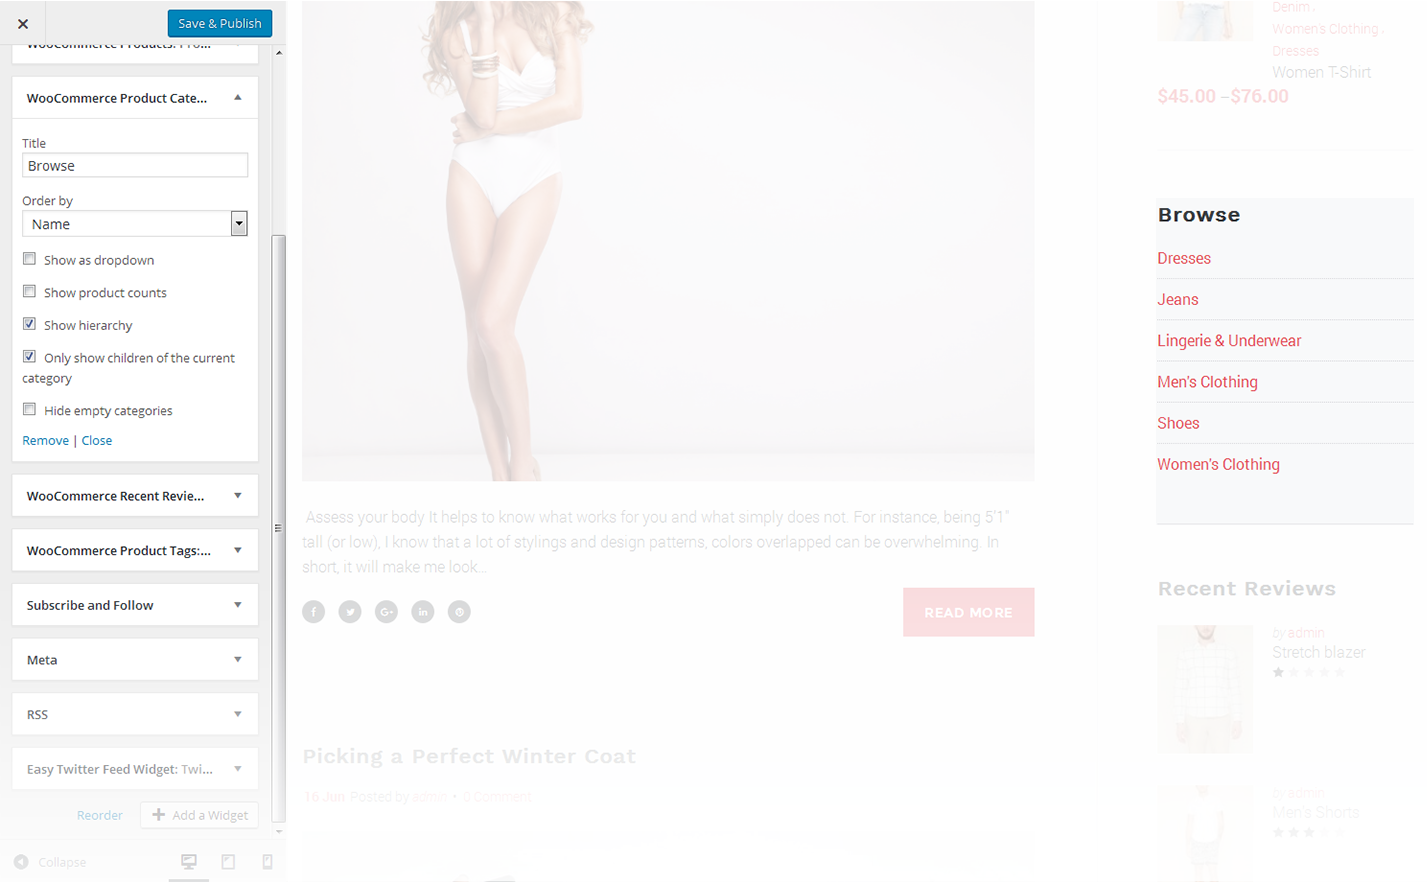 Save & Publish
WooCommerce Products: Pro...
WooCommerce Product Cate...
Title
Browse
Order by
Name
Show as dropdown
Show product counts
Show hierarchy
Only show children of the current
category
Hide empty categories
Remove | Close
WooCommerce Recent Revie...
WooCommerce Product Tags:...
Subscribe and Follow
Meta
RSS
Easy Twitter Feed Widget: Twi...
Reorder
Add a Widget
Collapse
Assess your body It helps to know what works for you and what simply does not. For instance, being 5'1"
tall (or low), I know that a lot of stylings and design patterns, colors overlapped can be overwhelming. In
short, it will make me look...
READ MORE
Picking a Perfect Winter Coat
16 Jun Posted by admin • 0 Comment
Denim ,
Women's Clothing ,
Dresses
Women T-Shirt
$45.00 –$76.00
Browse
Dresses
Jeans
Lingerie & Underwear
Men's Clothing
Shoes
Women's Clothing
Recent Reviews
by admin
Stretch blazer
by admin
Men's Shorts